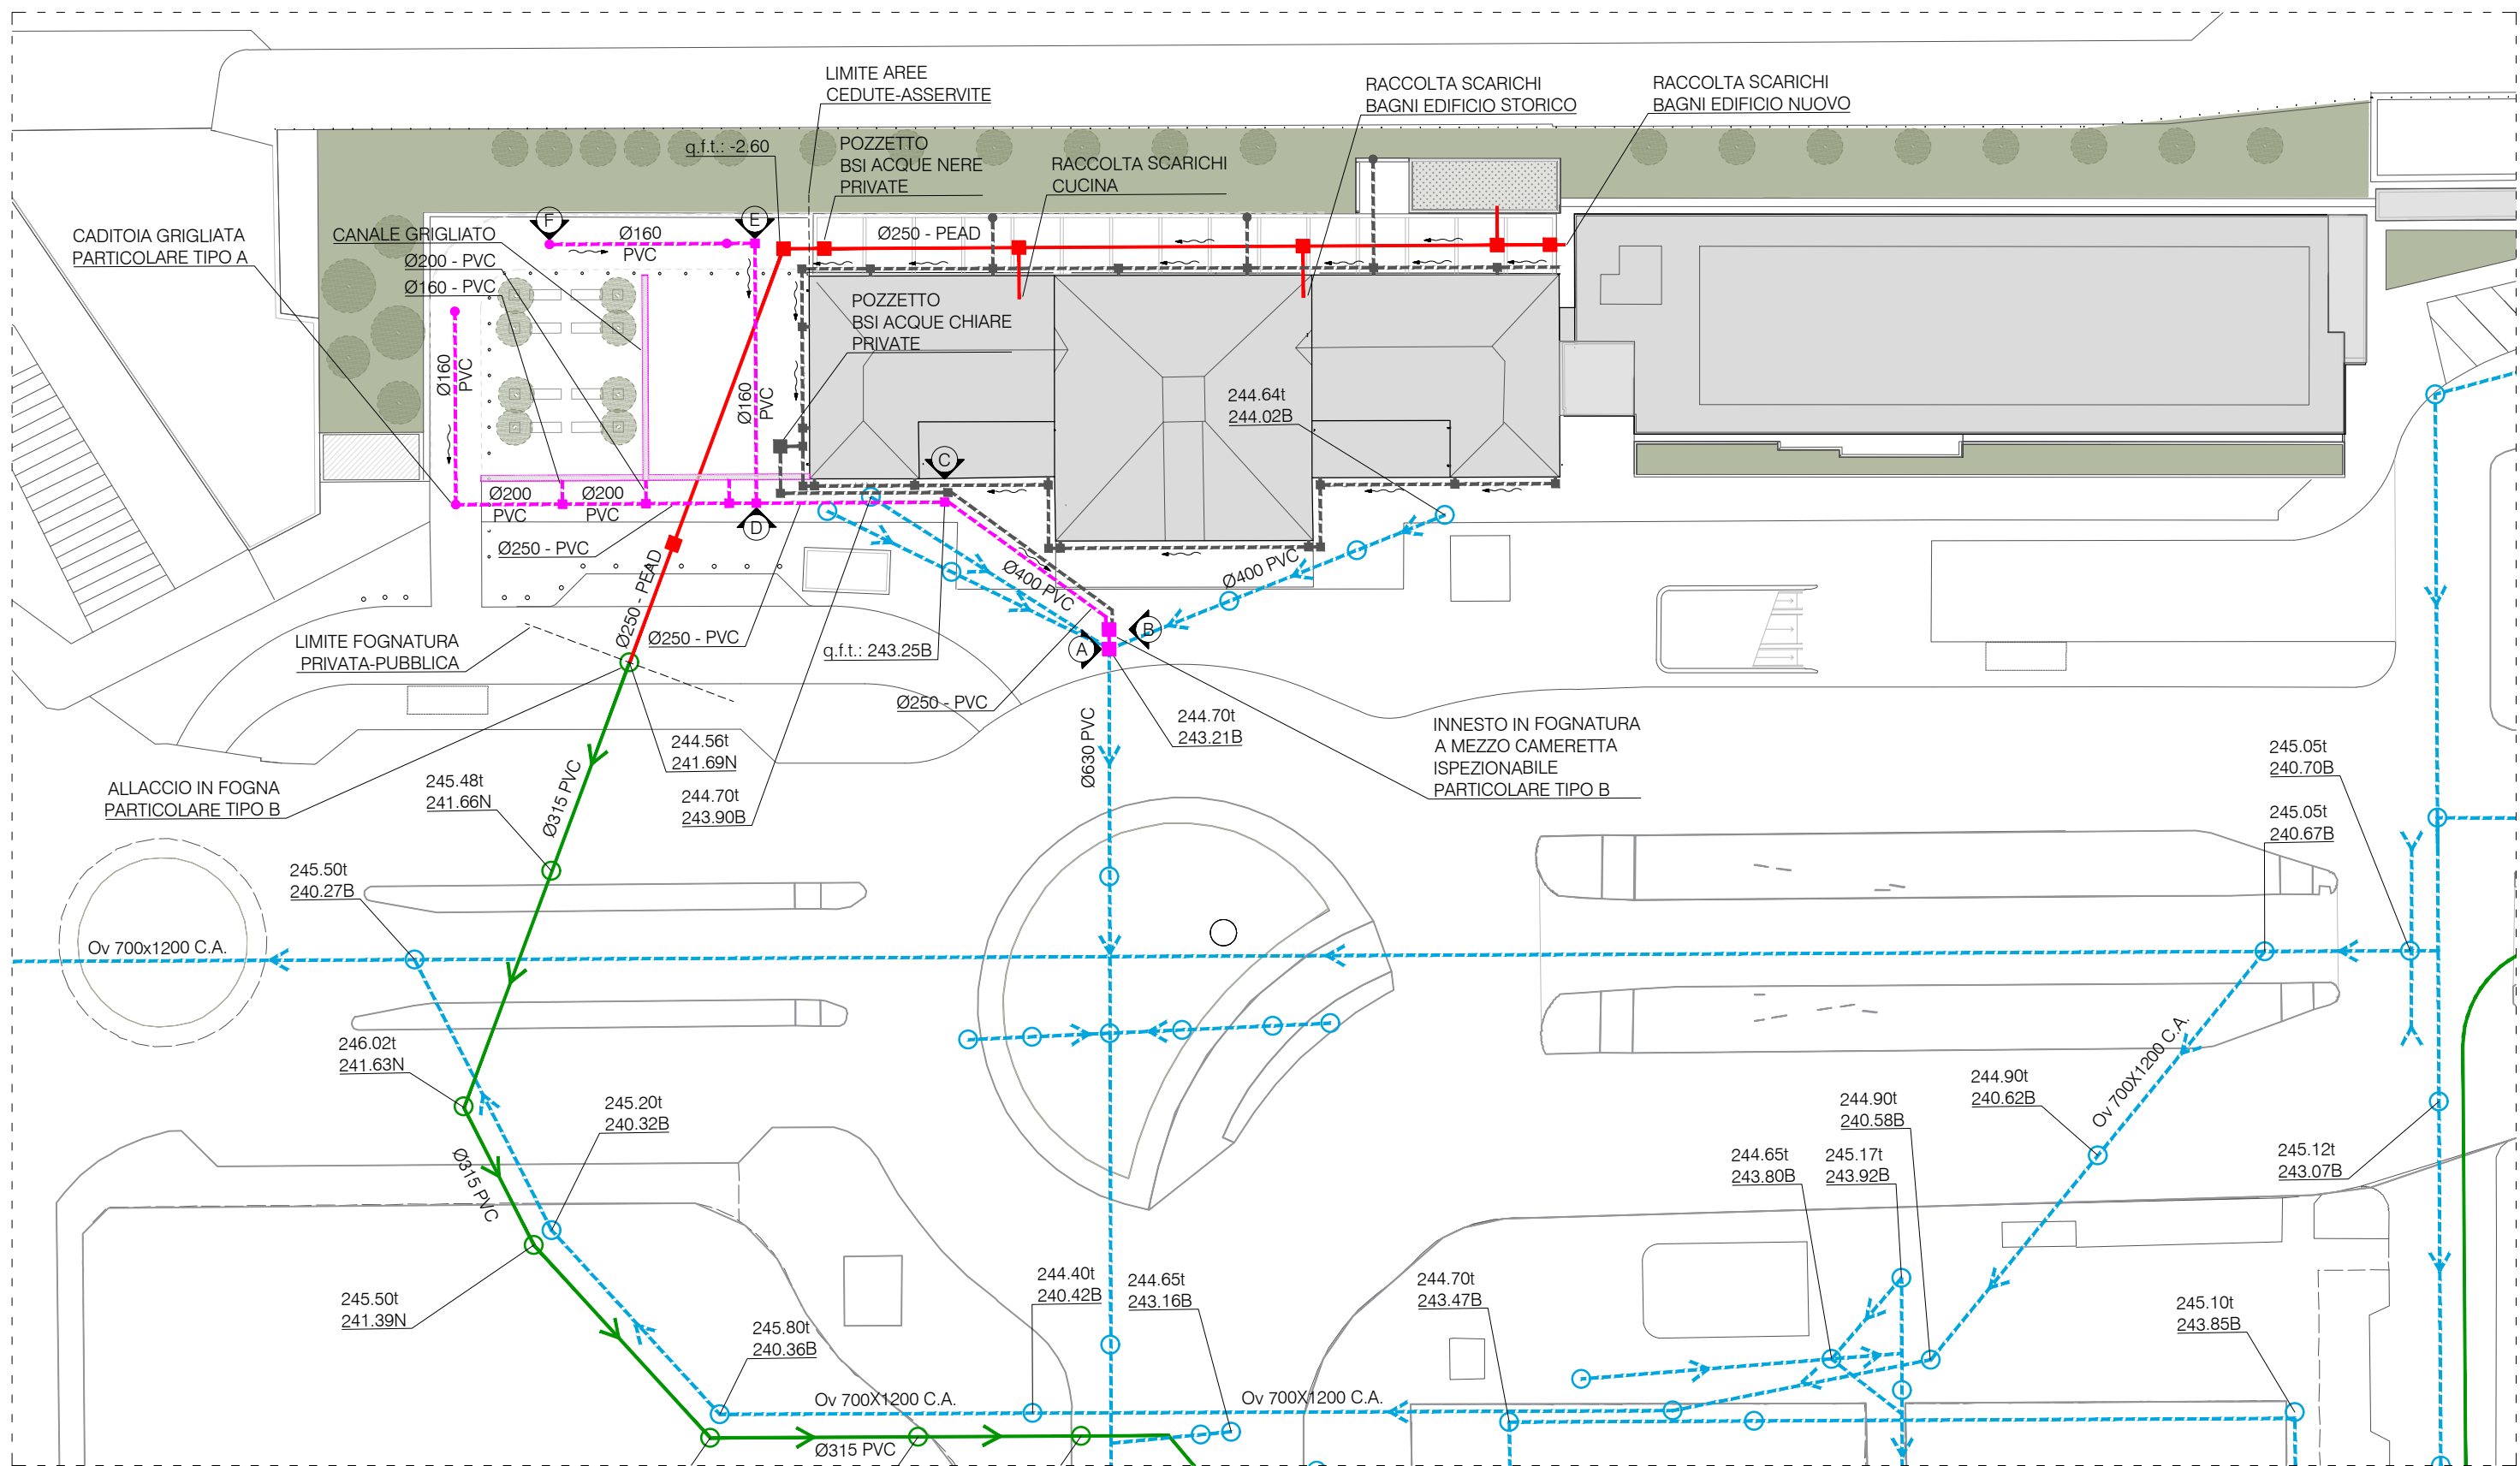 LIMITE AREE
CEDUTE-ASSERVITE
RACCOLTA SCARICHI
BAGNI EDIFICIO STORICO
RACCOLTA SCARICHI
BAGNI EDIFICIO NUOVO
q.f.t.: -2.60
POZZETTO
BSI ACQUE NERE
PRIVATE
RACCOLTA SCARICHI
CUCINA
CADITOIA GRIGLIATA
PARTICOLARE TIPO A
CANALE GRIGLIATO
Ø200 - PVC
Ø160 - PVC
F
E
Ø160
PVC
Ø250 - PEAD
POZZETTO
BSI ACQUE CHIARE
PRIVATE
Ø160
PVC
Ø160
PVC
244.64t
244.02B
C
Ø200
PVC
Ø200
PVC
D
Ø250 - PVC
Ø250 - PEAD
Ø400 PVC
Ø400 PVC
LIMITE FOGNATURA
PRIVATA-PUBBLICA
Ø250 - PVC
q.f.t.: 243.25B
A
B
Ø250 - PVC
244.70t
243.21B
INNESTO IN FOGNATURA
A MEZZO CAMERETTA
ISPEZIONABILE
PARTICOLARE TIPO B
Ø630 PVC
244.56t
241.69N
ALLACCIO IN FOGNA
PARTICOLARE TIPO B
245.48t
241.66N
244.70t
243.90B
Ø315 PVC
245.05t
240.70B
245.05t
240.67B
245.50t
240.27B
Ov 700x1200 C.A.
246.02t
241.63N
245.20t
240.32B
Ø315 PVC
Ov 700X1200 C.A.
244.90t
240.62B
244.90t
240.58B
244.65t
243.80B
245.17t
243.92B
245.12t
243.07B
245.50t
241.39N
245.80t
240.36B
244.40t
240.42B
244.65t
243.16B
244.70t
243.47B
245.10t
243.85B
Ov 700X1200 C.A.
Ov 700X1200 C.A.
Ø315 PVC